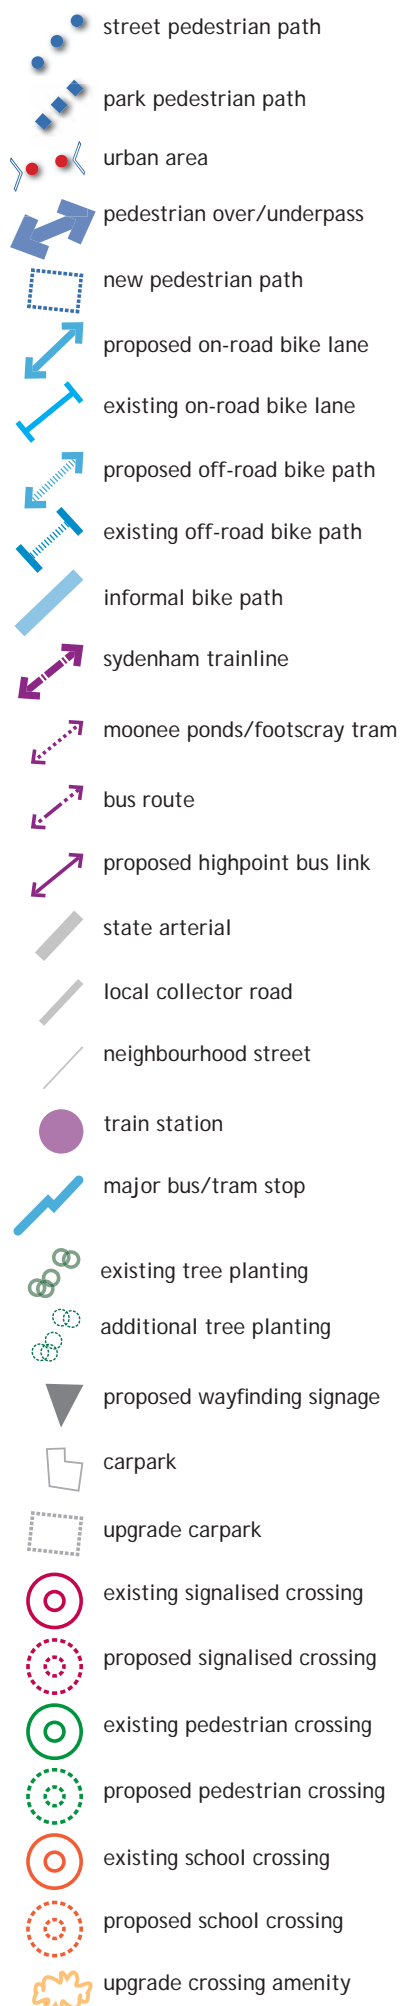 street pedestrian path
park pedestrian path
urban area
pedestrian over/underpass
new pedestrian path
proposed on-road bike lane
existing on-road bike lane
proposed off-road bike path
existing off-road bike path
informal bike path
sydenham trainline
moonee ponds/footscray tram
bus route
proposed highpoint bus link
state arterial
local collector road
neighbourhood street
train station
major bus/tram stop
existing tree planting
additional tree planting
proposed wayfinding signage
carpark
upgrade carpark
existing signalised crossing
proposed signalised crossing
existing pedestrian crossing
proposed pedestrian crossing
existing school crossing
proposed school crossing
upgrade crossing amenity